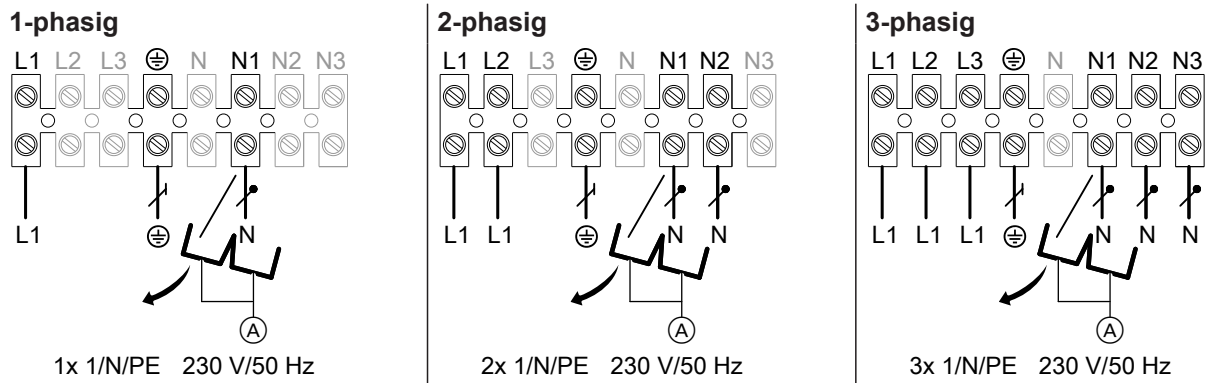 1-phasig
L1 L2 L3 N N1 N2 N3
L1 N
A
1x 1/N/PE 230 V/50 Hz
2-phasig
L1 L2 L3 N N1 N2 N3
L1 L1 N N
A
2x 1/N/PE 230 V/50 Hz
3-phasig
L1 L2 L3 N N1 N2 N3
L1 L1 L1 N N N
A
3x 1/N/PE 230 V/50 Hz